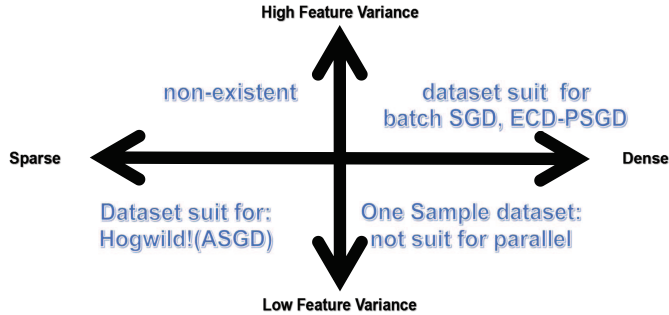 High Feature Variance
non-existent
dataset suit for
batch SGD, ECD-PSGD
Sparse
Dense
Dataset suit for:
Hogwild!(ASGD)
One Sample dataset:
not suit for parallel
Low Feature Variance